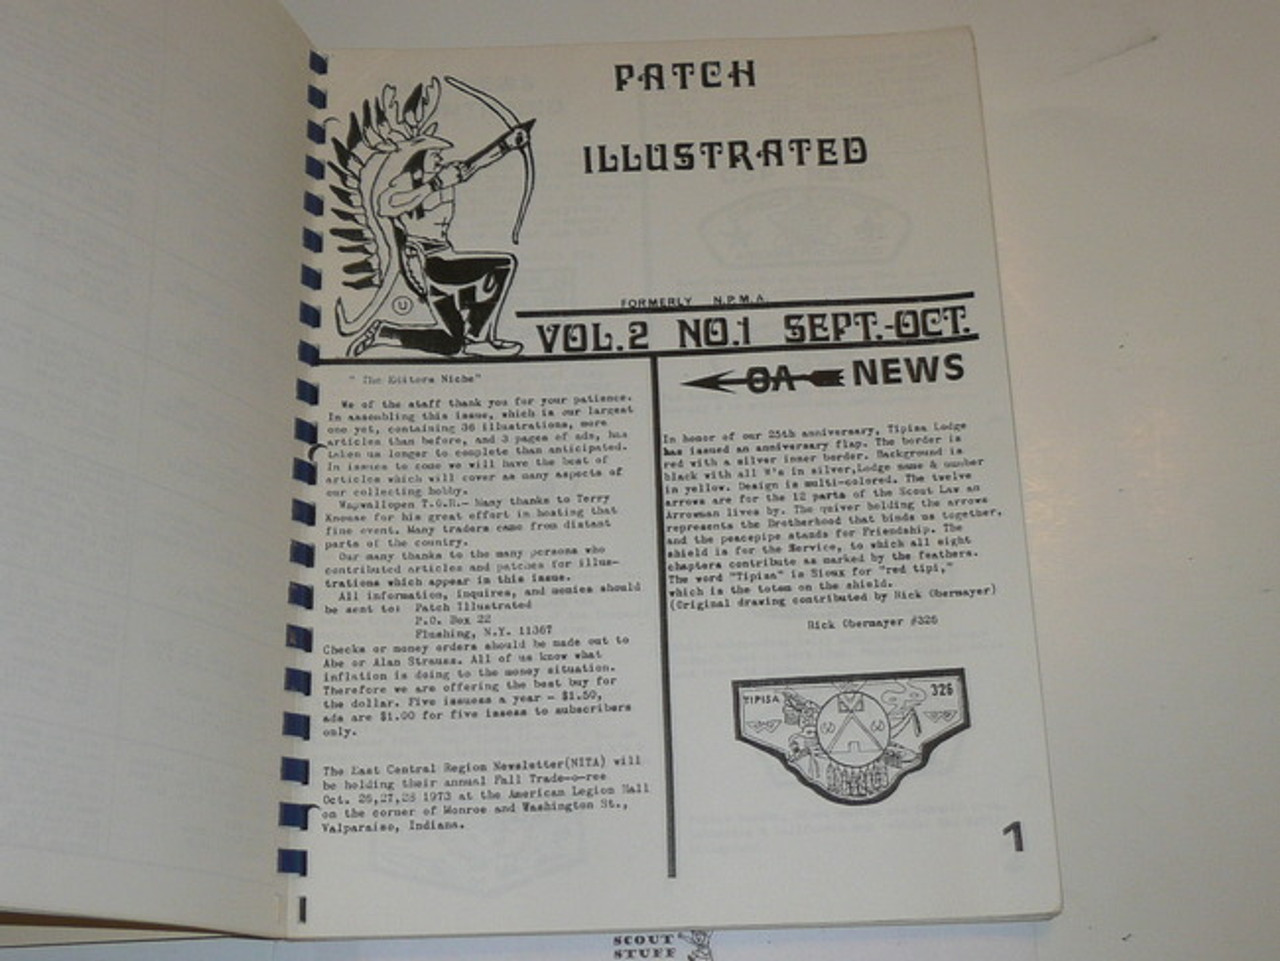 PATCH
ILLUSTRATED
FORMERLY N.P.M.A.
VOL.2 NO.1 SEPT.-OCT.
" The Editors Niche"
We of the staff thank you for your patience.
In assembling this issue, which is our largest
one yet, containing 36 illustrations, more
articles than before, and 3 pages of ads, has
taken us longer to complete than anticipated.
In issues to come we will have the best of
articles which will cover as many aspects of
our collecting hobby.
Wapwallopen T.O.R.- Many thanks to Terry
Knouse for his great effort in hosting that
fine event. Many traders came from distant
parts of the country.
Our many thanks to the many persons who
contributed articles and patches for illus-
trations which appear in this issue.
All information, inquires, and monies should
be sent to: Patch Illustrated
P.O. Box 22
Flushing, N.Y. 11367
Checks or money orders should be made out to
Abe or Alan Strauss. All of us know what
inflation is doing to the money situation.
Therefore we are offering the best buy for
the dollar. Five issuess a year - $1.50,
ads are $1.00 for five issess to subscribers
only.
The East Central Region Newsletter(NITA) will
be holding their annual Fall Trade-o-ree
Oct. 26,27,28 1973 at the American Legion Hall
on the corner of Monroe and Washington St.,
Valparaiso, Indiana.
OA NEWS
In honor of our 25th anniversary, Tipisa Lodge
has issued an anniversary flap. The border is
red with a silver inner border. Background is
black with all W's in silver,Lodge name & number
in yellow. Design is multi-colored. The twelve
arrows are for the 12 parts of the Scout Law an
Arrowman lives by. The quiver holding the arrows
represents the Brotherhood that binds us together,
and the peacepipe stands for Friendship. The
shield is for the Service, to which all eight
chapters contribute as marked by the feathers.
The word "Tipisa" is Sioux for "red tipi,"
which is the totem on the shield.
(Original drawing contributed by Rick Obermayer)
Rick Obermayer #326
TIPISA 326
1
SCOUT
STUFF